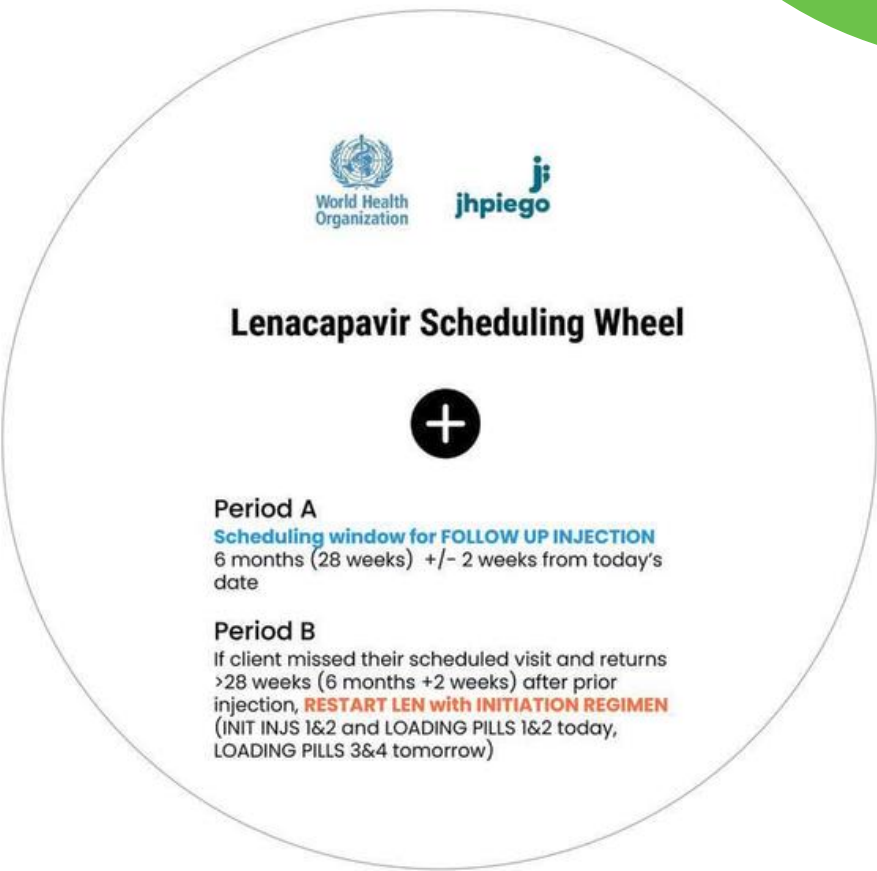 World Health
Organization
jhpiego
Lenacapavir Scheduling Wheel
Period A
Scheduling window for FOLLOW UP INJECTION
6 months (28 weeks) +/- 2 weeks from today's
date
Period B
If client missed their scheduled visit and returns
>28 weeks (6 months +2 weeks) after prior
injection, RESTART LEN with INITIATION REGIMEN
(INIT INJS 1&2 and LOADING PILLS 1&2 today,
LOADING PILLS 3&4 tomorrow)